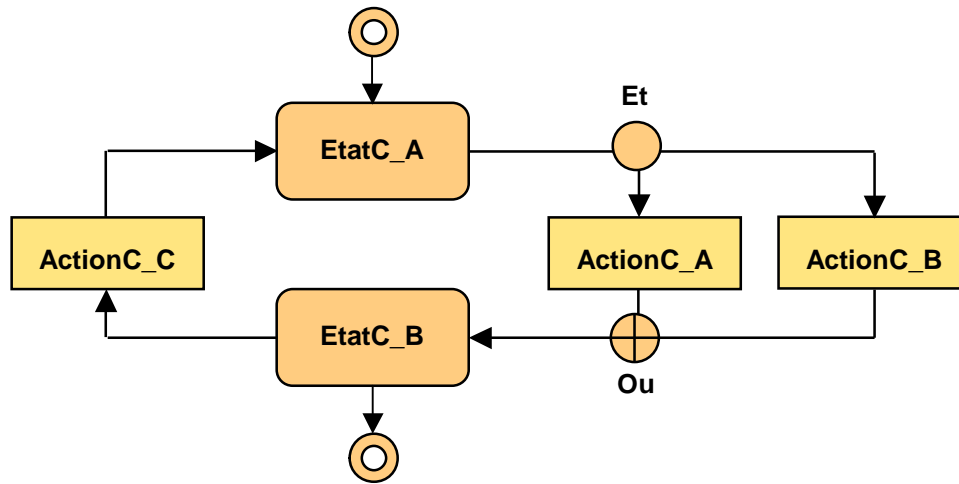 Et
EtatC_A
ActionC_C
ActionC_A
ActionC_B
EtatC_B
Ou